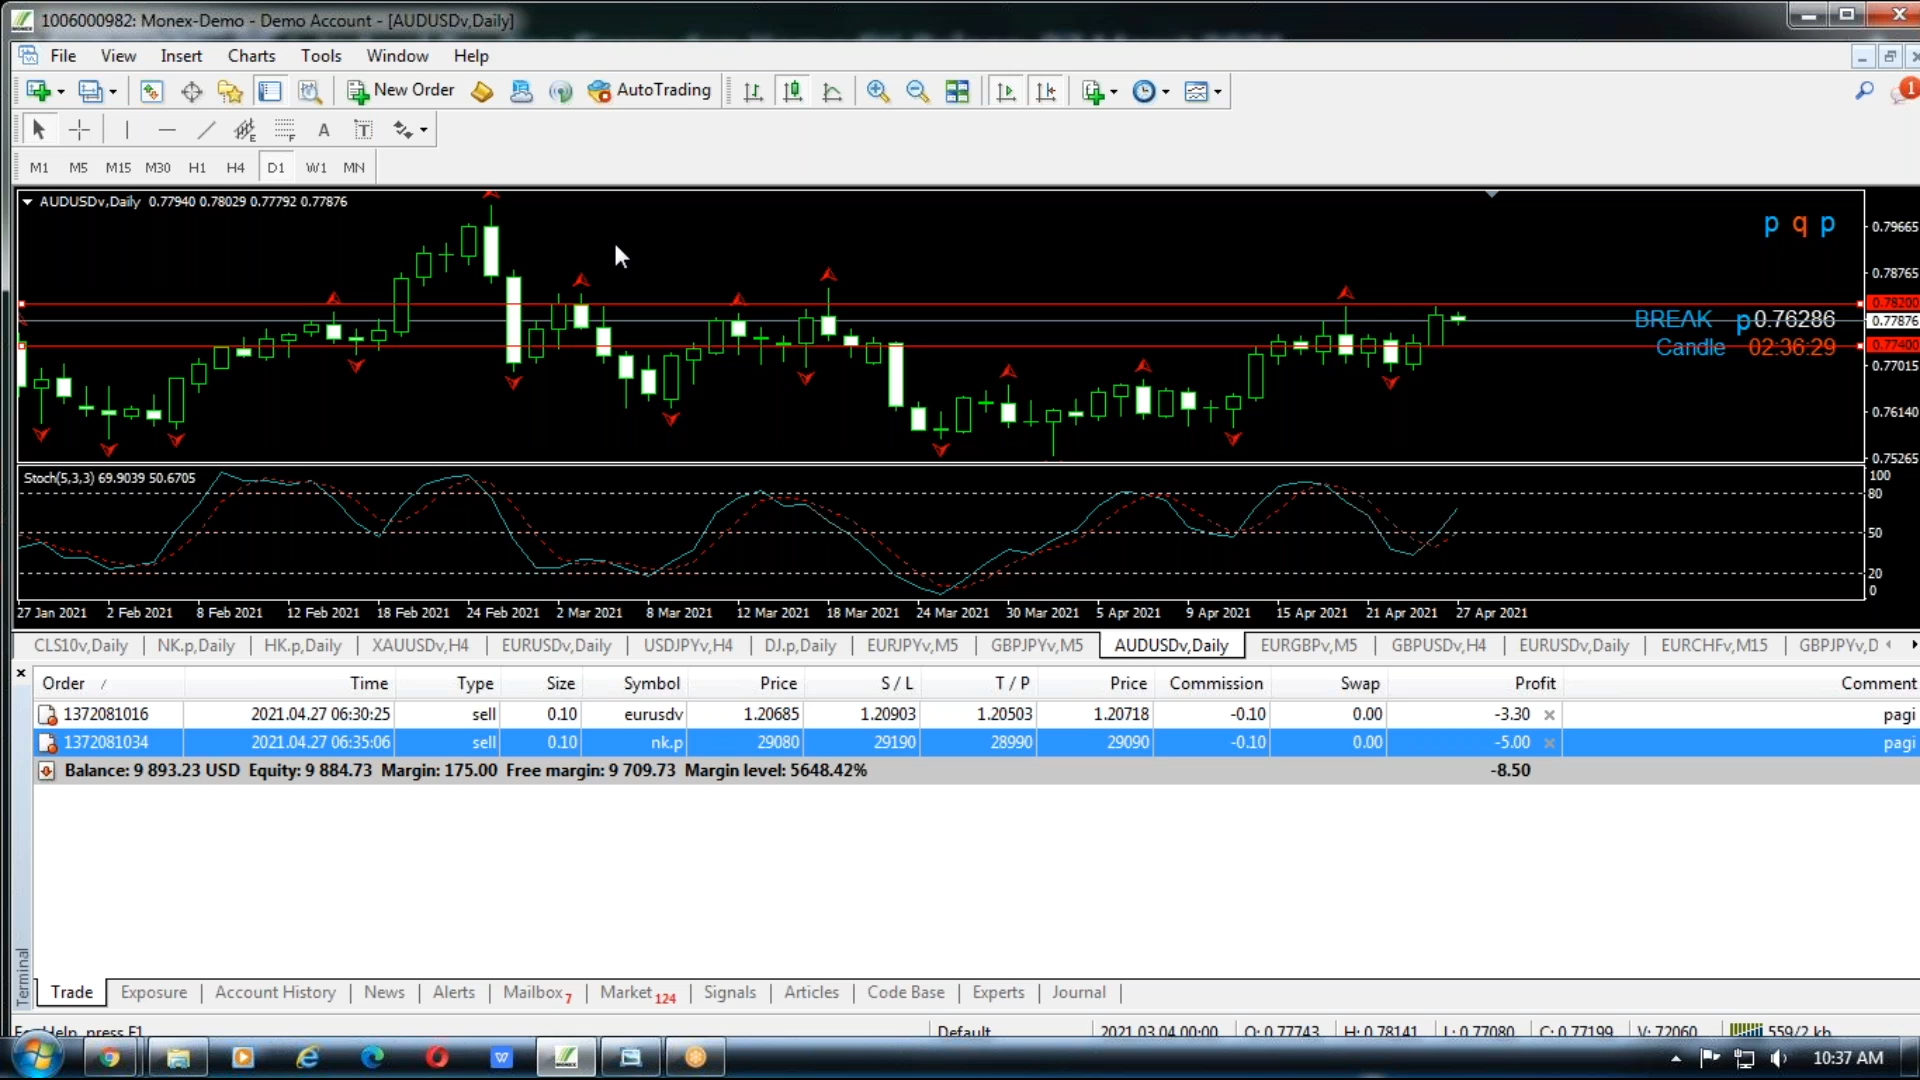 1006000982: Monex-Demo - Demo Account - [AUDUSDv,Daily]
File View Insert Charts Tools Window Help
New Order AutoTrading 1
E F A T
M1 M5 M15 M30 H1 H4 D1 W1 MN
AUDUSDv,Daily 0.77940 0.78029 0.77792 0.77876
p q p
0.79665
0.78765
0.78200
BREAK p0.76286 0.77876
Candle 02:36:29 0.77400
0.77015
0.76140
0.75265
Stoch(5,3,3) 69.9039 50.6705
100
80
50
20
0
27 Jan 2021 2 Feb 2021 8 Feb 2021 12 Feb 2021 18 Feb 2021 24 Feb 2021 2 Mar 2021 8 Mar 2021 12 Mar 2021 18 Mar 2021 24 Mar 2021 30 Mar 2021 5 Apr 2021 9 Apr 2021 15 Apr 2021 21 Apr 2021 27 Apr 2021
CLS10v,Daily NK.p,Daily HK.p,Daily XAUUSDv,H4 EURUSDv,Daily USDJPYv,H4 DJ.p,Daily EURJPYv,M5 GBPJPYv,M5 AUDUSDv,Daily EURGBPv,M5 GBPUSDv,H4 EURUSDv,Daily EURCHFv,M15 GBPJPYv,D
Order / Time Type Size Symbol Price S / L T / P Price Commission Swap Profit Comment
1372081016 2021.04.27 06:30:25 sell 0.10 eurusdv 1.20685 1.20903 1.20503 1.20718 -0.10 0.00 -3.30 pagi
1372081034 2021.04.27 06:35:06 sell 0.10 nk.p 29080 29190 28990 29090 -0.10 0.00 -5.00 pagi
Balance: 9 893.23 USD Equity: 9 884.73 Margin: 175.00 Free margin: 9 709.73 Margin level: 5648.42% -8.50
Terminal
Trade Exposure Account History News Alerts Mailbox 7 Market 124 Signals Articles Code Base Experts Journal
Help, press F1 Default 2021.03.04 00:00 O: 0.77743 H: 0.78141 L: 0.77080 C: 0.77199 V: 72060 559/2 kb
10:37 AM